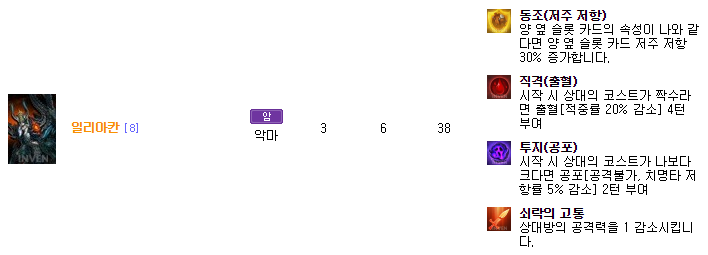 INVEN
일리아칸 [8]
암
악마
3
6
38
동조(저주 저항)
양 옆 슬롯 카드의 속성이 나와 같
다면 양 옆 슬롯 카드 저주 저항
30% 증가합니다.
직격(출혈)
시작 시 상대의 코스트가 짝수라
면 출혈[적중률 20% 감소] 4턴
부여
투지(공포)
시작 시 상대의 코스트가 나보다
크다면 공포[공격불가, 치명타 저
항률 5% 감소] 2턴 부여
쇠락의 고통
상대방의 공격력을 1 감소시킵니
다.